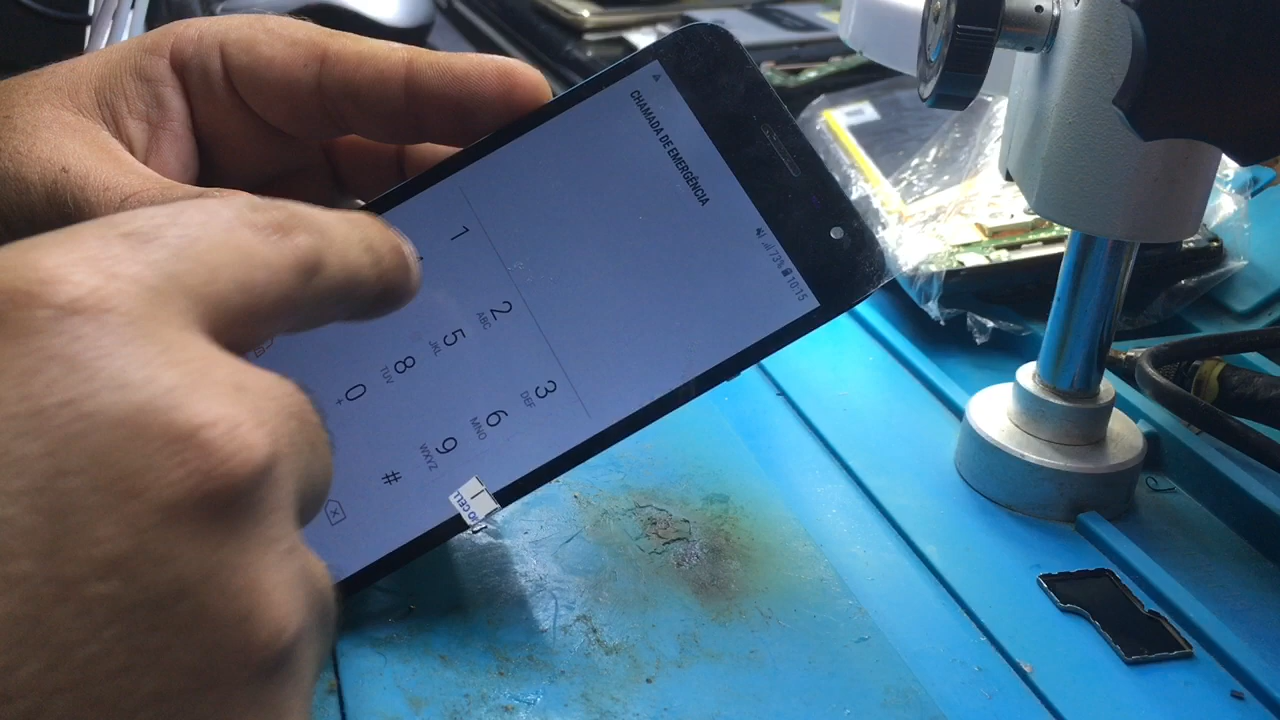 73% 10:15
CHAMADA DE EMERGÊNCIA
1
2 ABC
3 DEF
5 JKL
6 MNO
8 TUV
9 WXYZ
0 +
#
CELL